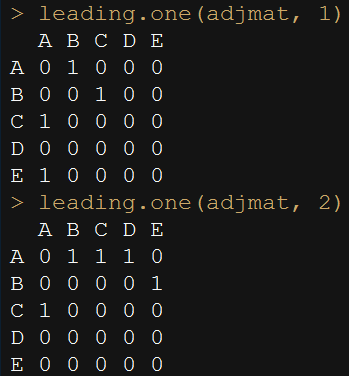 > leading.one(adjmat, 1)
  A B C D E
A 0 1 0 0 0
B 0 0 1 0 0
C 1 0 0 0 0
D 0 0 0 0 0
E 1 0 0 0 0
> leading.one(adjmat, 2)
  A B C D E
A 0 1 1 1 0
B 0 0 0 0 1
C 1 0 0 0 0
D 0 0 0 0 0
E 0 0 0 0 0